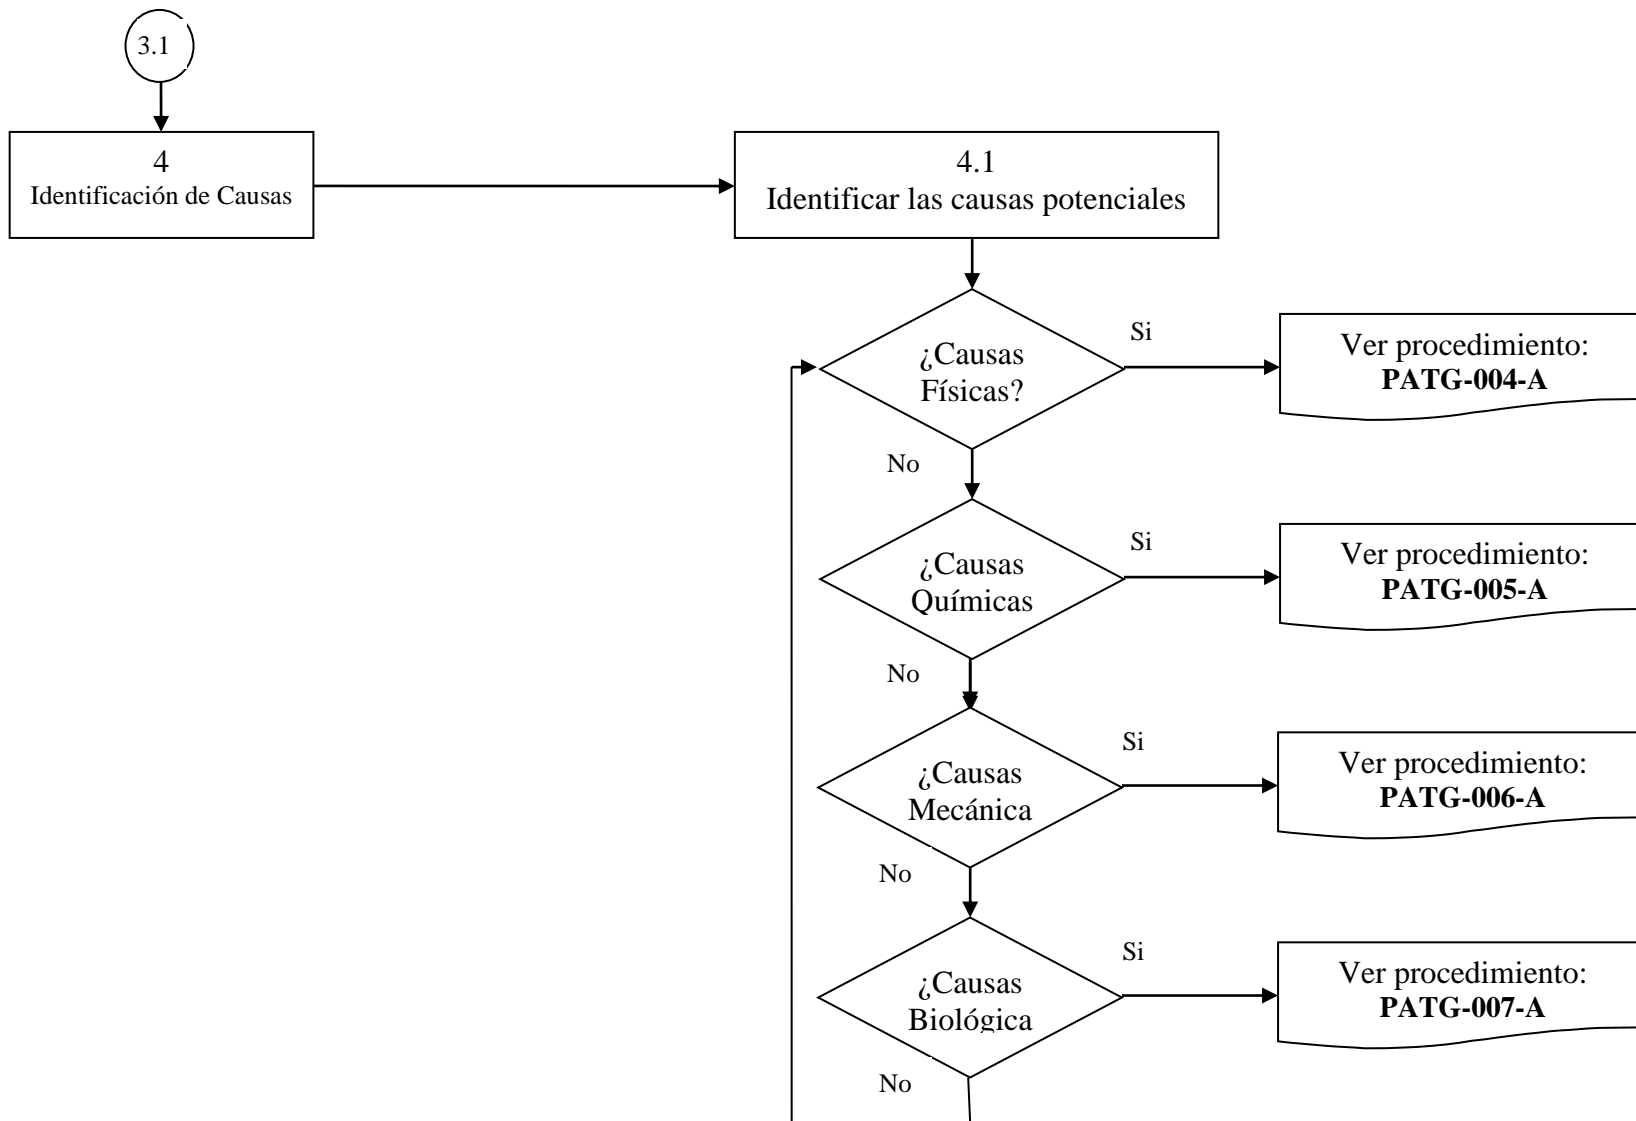 3.1
4
Identificación de Causas
4.1
Identificar las causas potenciales
¿Causas
Físicas?
Si
Ver procedimiento:
PATG-004-A
No
¿Causas
Químicas
Si
Ver procedimiento:
PATG-005-A
No
¿Causas
Mecánica
Si
Ver procedimiento:
PATG-006-A
No
¿Causas
Biológica
Si
Ver procedimiento:
PATG-007-A
No